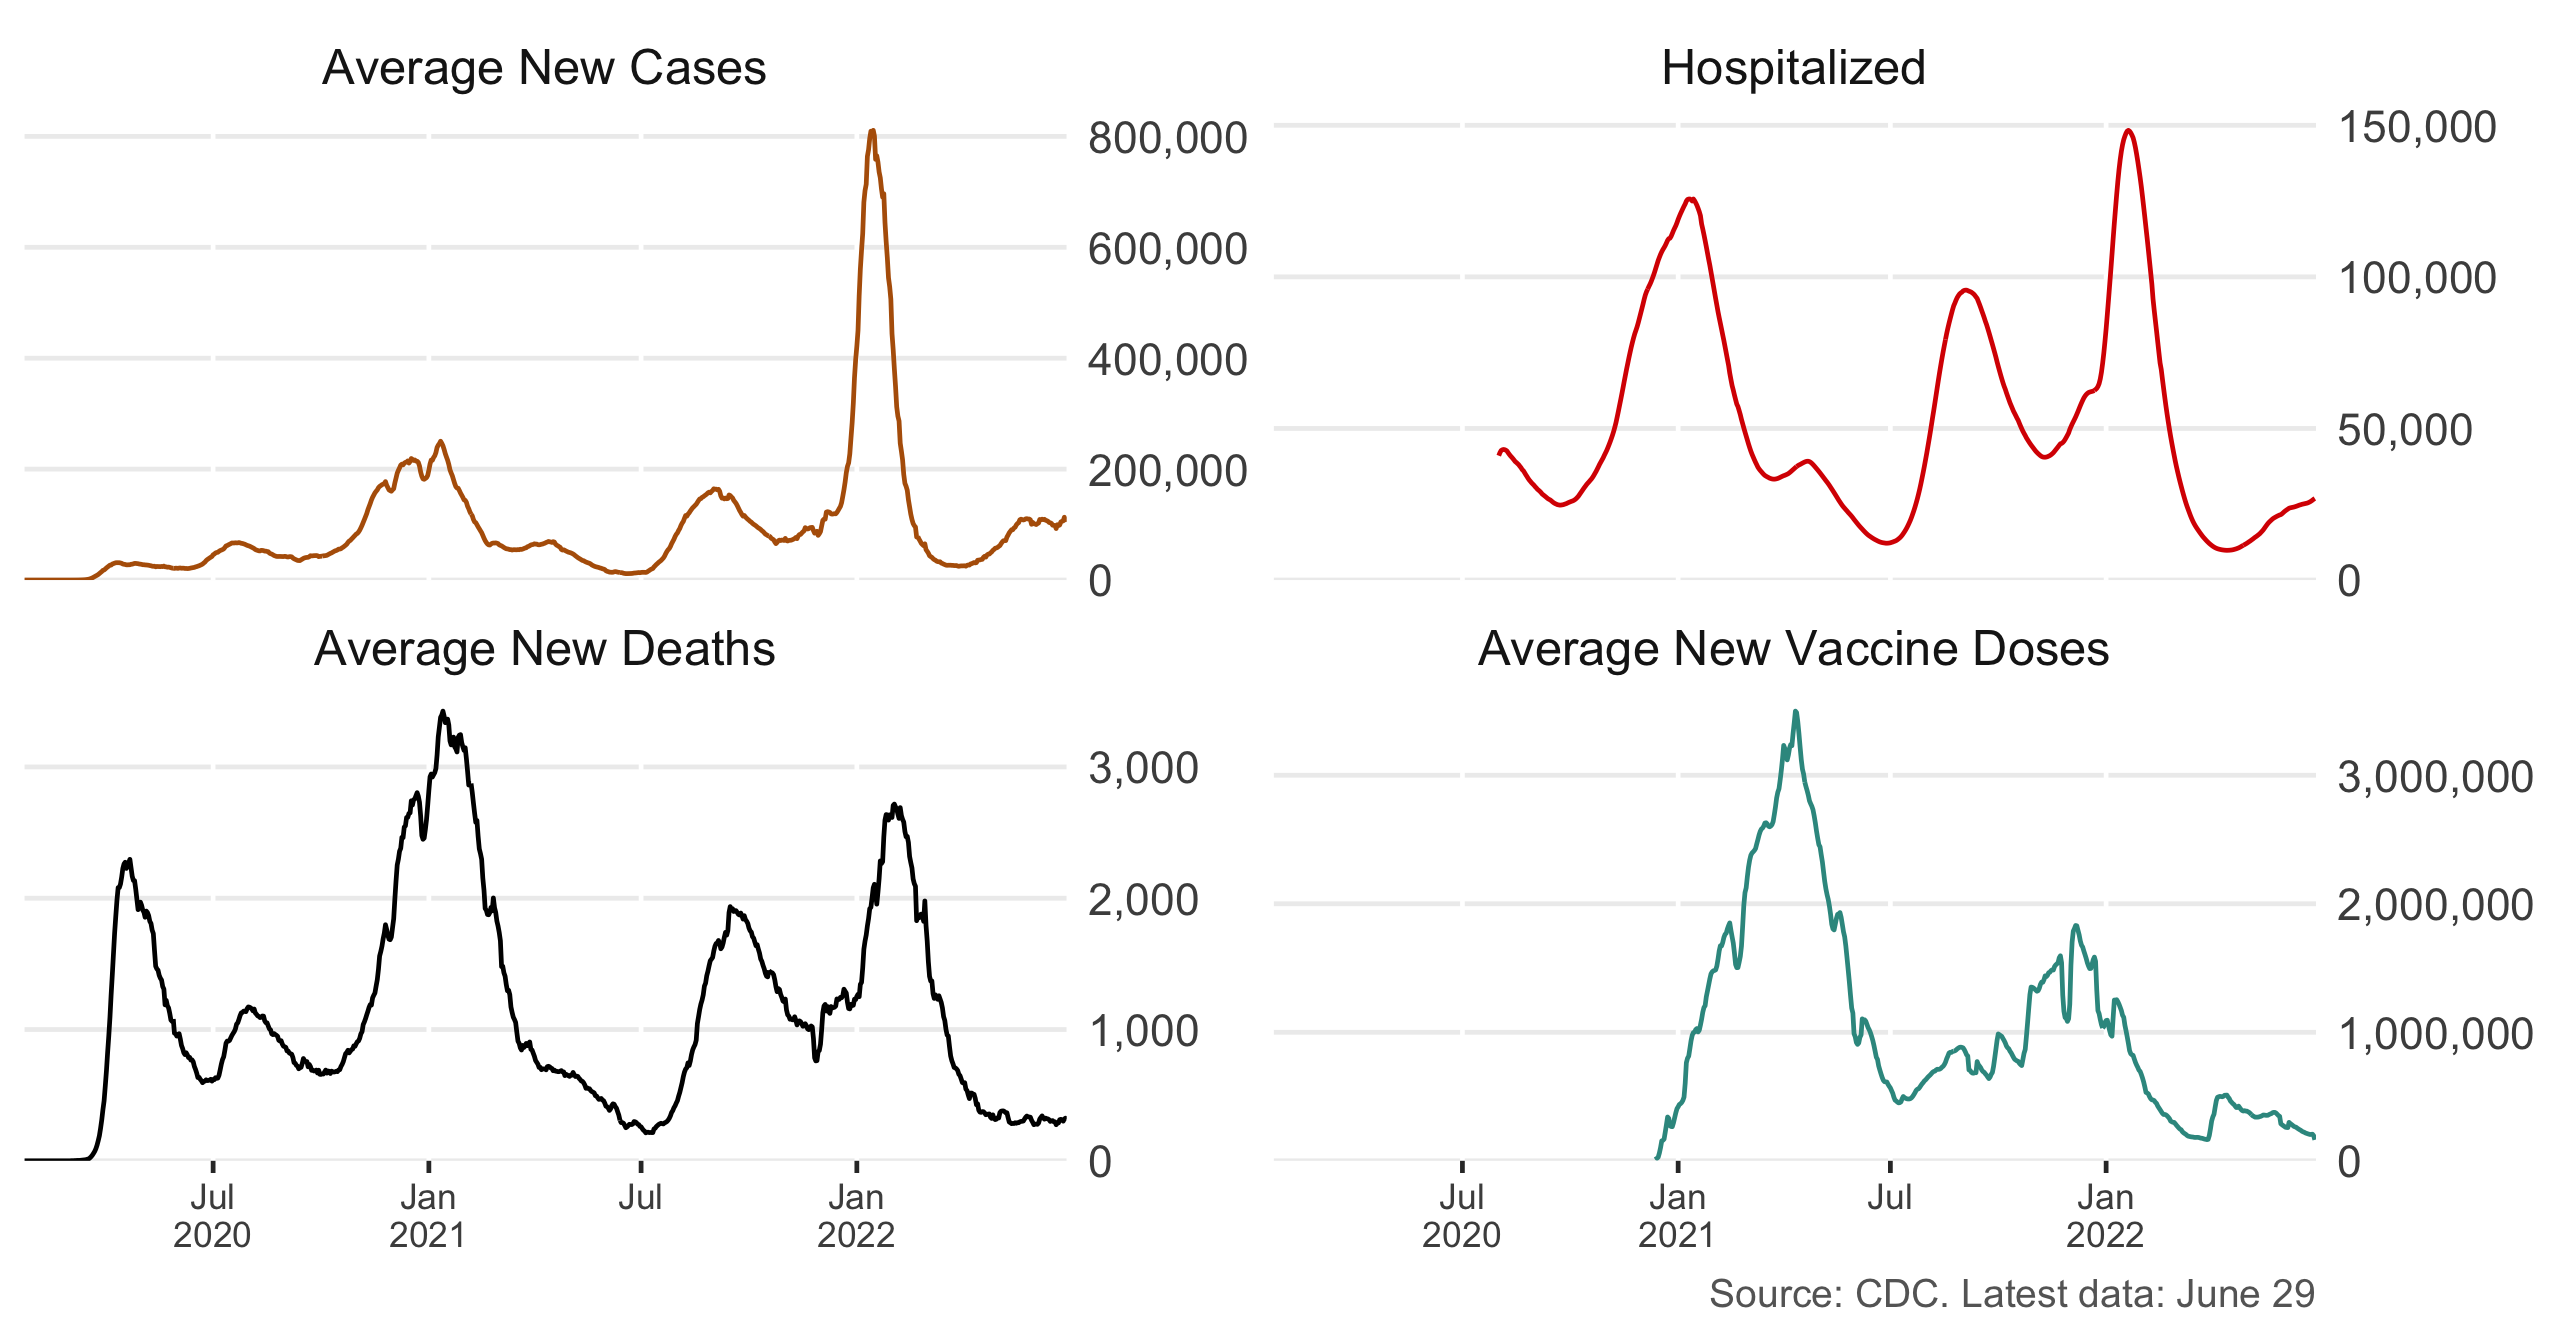 Average New Cases
800,000
600,000
400,000
200,000
0
Hospitalized
150,000
100,000
50,000
0
Average New Deaths
3,000
2,000
1,000
0
Jul
2020
Jan
2021
Jul
Jan
2022
Average New Vaccine Doses
3,000,000
2,000,000
1,000,000
0
Jul
2020
Jan
2021
Jul
Jan
2022
Source: CDC. Latest data: June 29